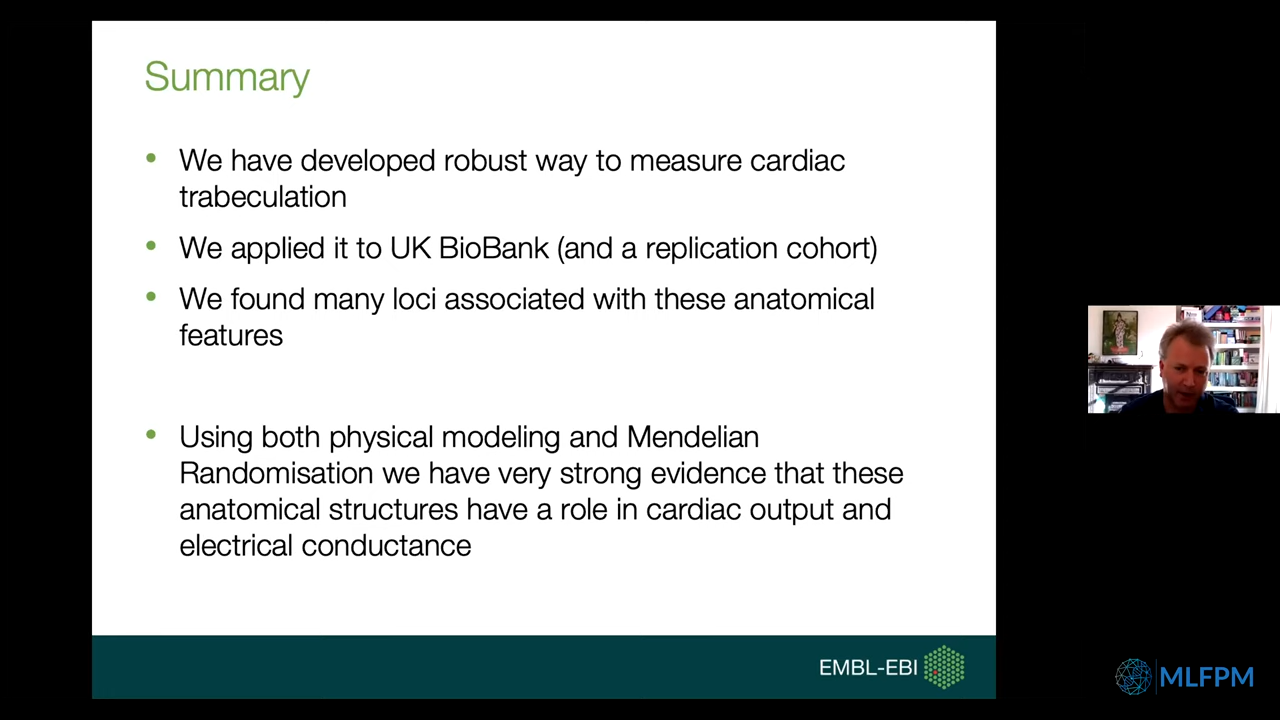 Summary
• We have developed robust way to measure cardiac
trabeculation
• We applied it to UK BioBank (and a replication cohort)
• We found many loci associated with these anatomical
features
• Using both physical modeling and Mendelian
Randomisation we have very strong evidence that these
anatomical structures have a role in cardiac output and
electrical conductance
EMBL-EBI
MLFPM